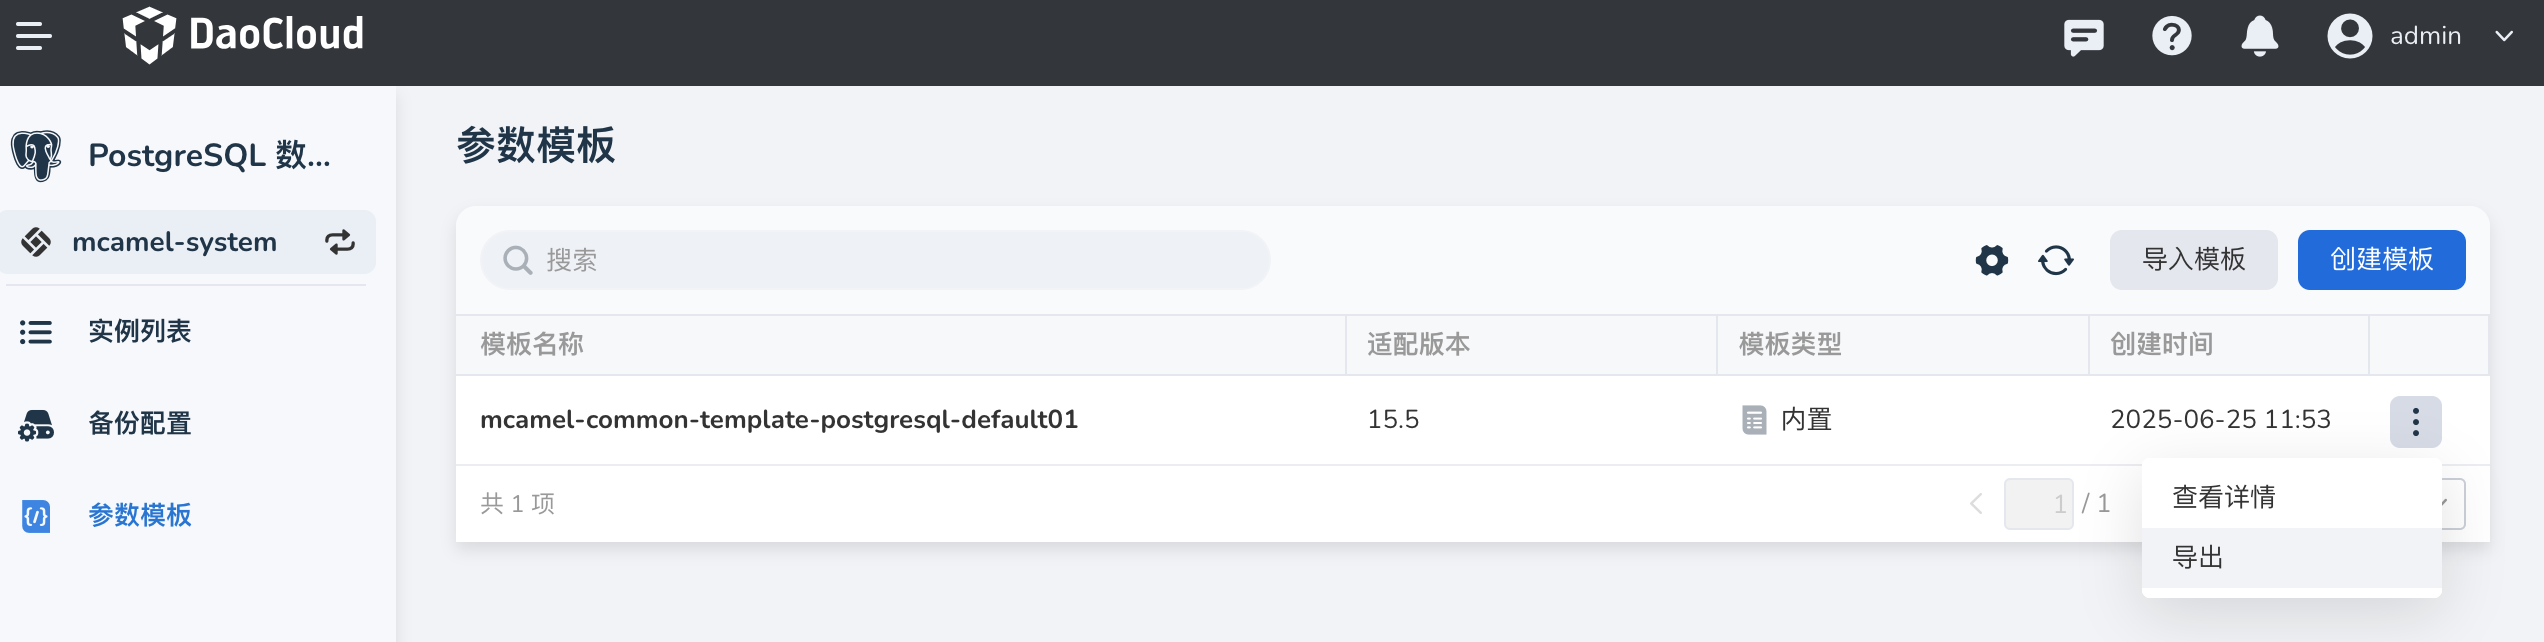 DaoCloud
admin
PostgreSQL 数...
mcamel-system
实例列表
备份配置
参数模板
参数模板
搜索
导入模板
创建模板
模板名称 适配版本 模板类型 创建时间
mcamel-common-template-postgresql-default01 15.5 内置 2025-06-25 11:53
共 1 项
1 / 1
查看详情
导出